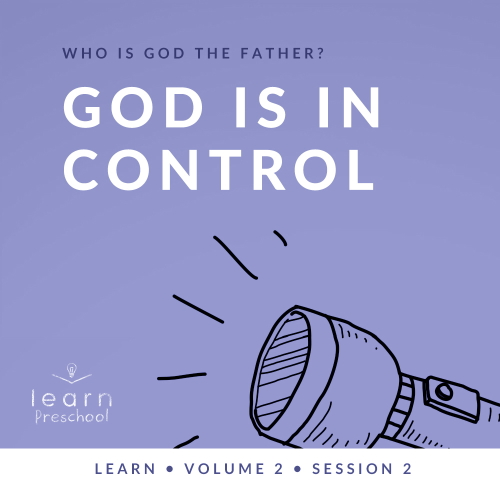 WHO IS GOD THE FATHER?
GOD IS IN
CONTROL
learn
Preschool
LEARN • VOLUME 2 • SESSION 2